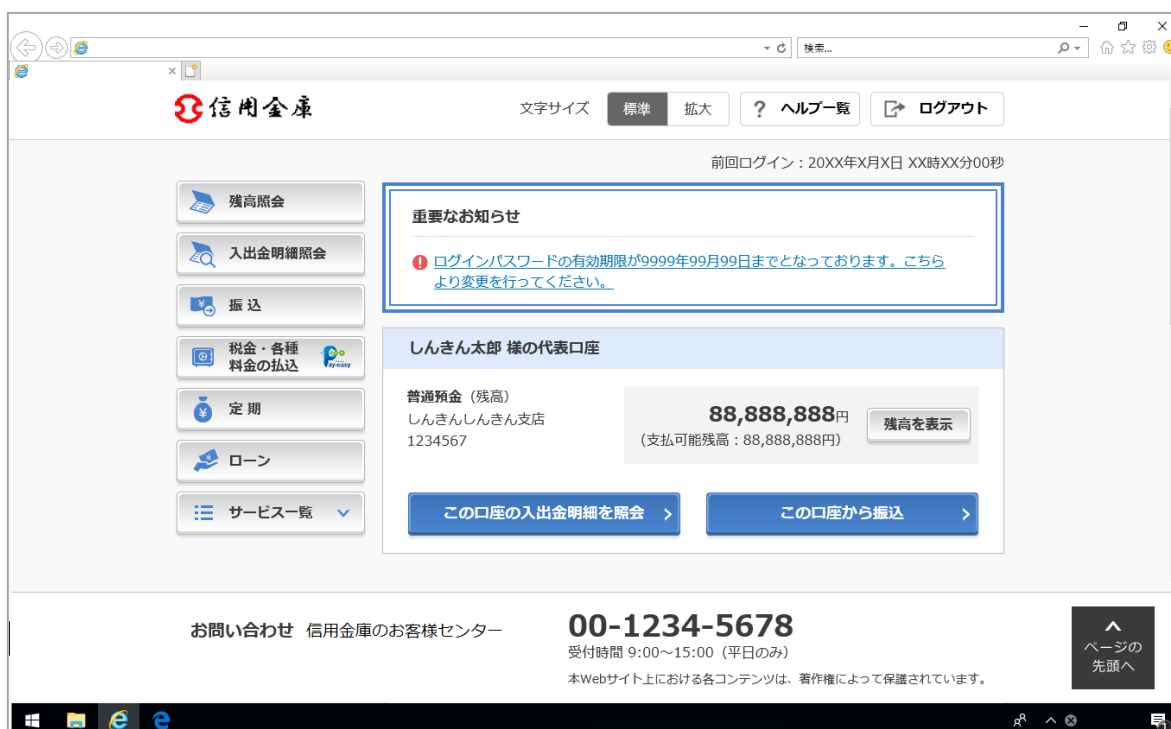 検索...
信用金庫
文字サイズ 標準 拡大 ? ヘルプ一覧 ログアウト
前回ログイン：20XX年X月X日 XX時XX分00秒
残高照会
入出金明細照会
振込
税金・各種
料金の払込
Pay-easy
定期
ローン
サービス一覧
重要なお知らせ
ログインパスワードの有効期限が9999年99月99日までとなっております。こちら
より変更を行ってください。
しんきん太郎 様の代表口座
普通預金（残高）
しんきんしんきん支店
1234567
88,888,888円
（支払可能残高：88,888,888円）
残高を表示
この口座の入出金明細を照会
この口座から振込
お問い合わせ 信用金庫のお客様センター
00-1234-5678
受付時間 9:00～15:00（平日のみ）
本Webサイト上における各コンテンツは、著作権によって保護されています。
ページの
先頭へ